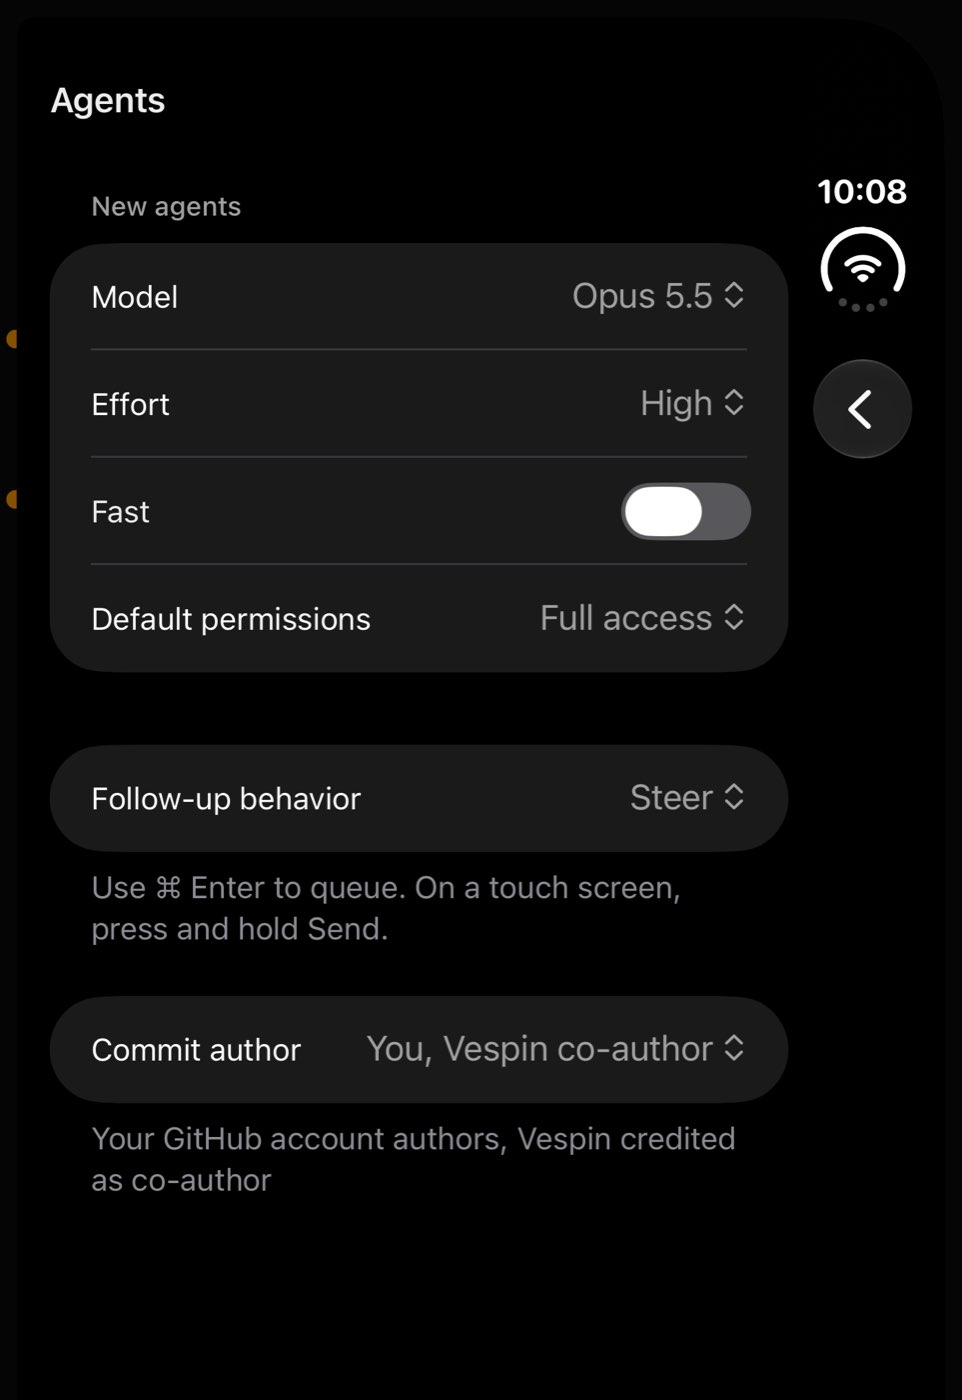 Agents
10:08
New agents
Model Opus 5.5
Effort High
Fast
Default permissions Full access
Follow-up behavior Steer
Use ⌘ Enter to queue. On a touch screen,
press and hold Send.
Commit author You, Vespin co-author
Your GitHub account authors, Vespin credited
as co-author